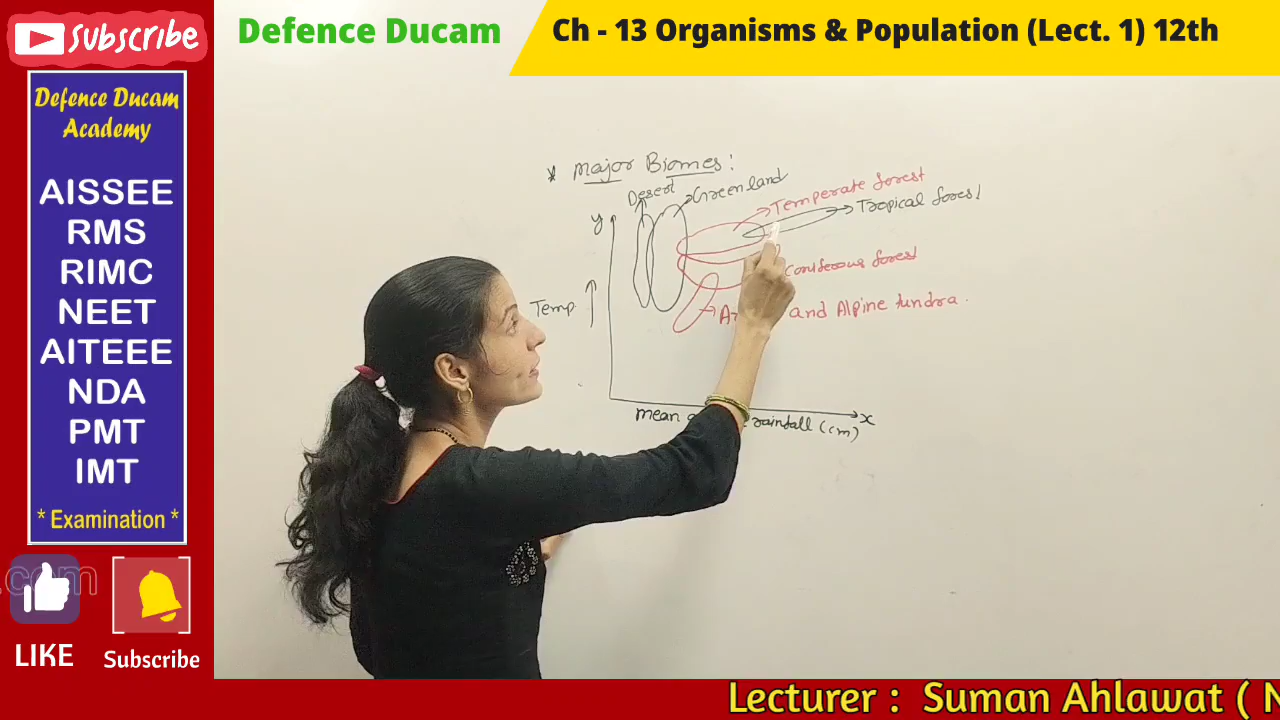 SUBSCRIBE
Defence Ducam
Ch - 13 Organisms & Population (Lect. 1) 12th
Defence Ducam
Academy
AISSEE
RMS
RIMC
NEET
AITEEE
NDA
PMT
IMT
* Examination *
.com
LIKE
Subscribe
* Major Biomes :
Desert
Greenland
Temperate forest
Tropical forest
y
coniferous forest
Temp
and Alpine tundra.
mean rainfall (cm)
x
Lecturer : Suman Ahlawat ( N